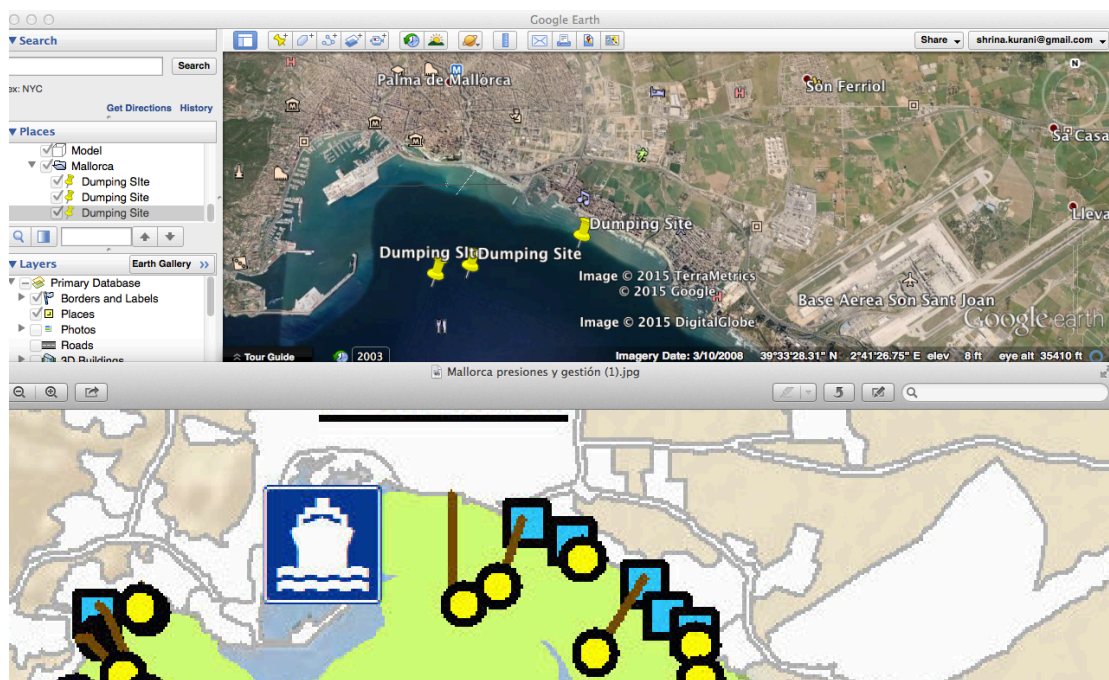 Google Earth
▼ Search
Search
ex: NYC
Get Directions History
▼ Places
Model
Mallorca
Dumping SIte
Dumping Site
Dumping Site
▼ Layers
Earth Gallery >>
Primary Database
Borders and Labels
Places
Photos
Roads
3D Buildings
Share
shrina.kurani@gmail.com
N
Palma de Mallorca
Son Ferriol
Sa Casa
Lleva
Dumping Site
Dumping SIte
Dumping Site
Image © 2015 TerraMetrics
© 2015 Google
Image © 2015 DigitalGlobe
Base Aerea Son Sant Joan
Google earth
Tour Guide
2003
Imagery Date: 3/10/2008 39°33'28.31" N 2°41'26.75" E elev 8 ft eye alt 35410 ft
Mallorca presiones y gestión (1).jpg